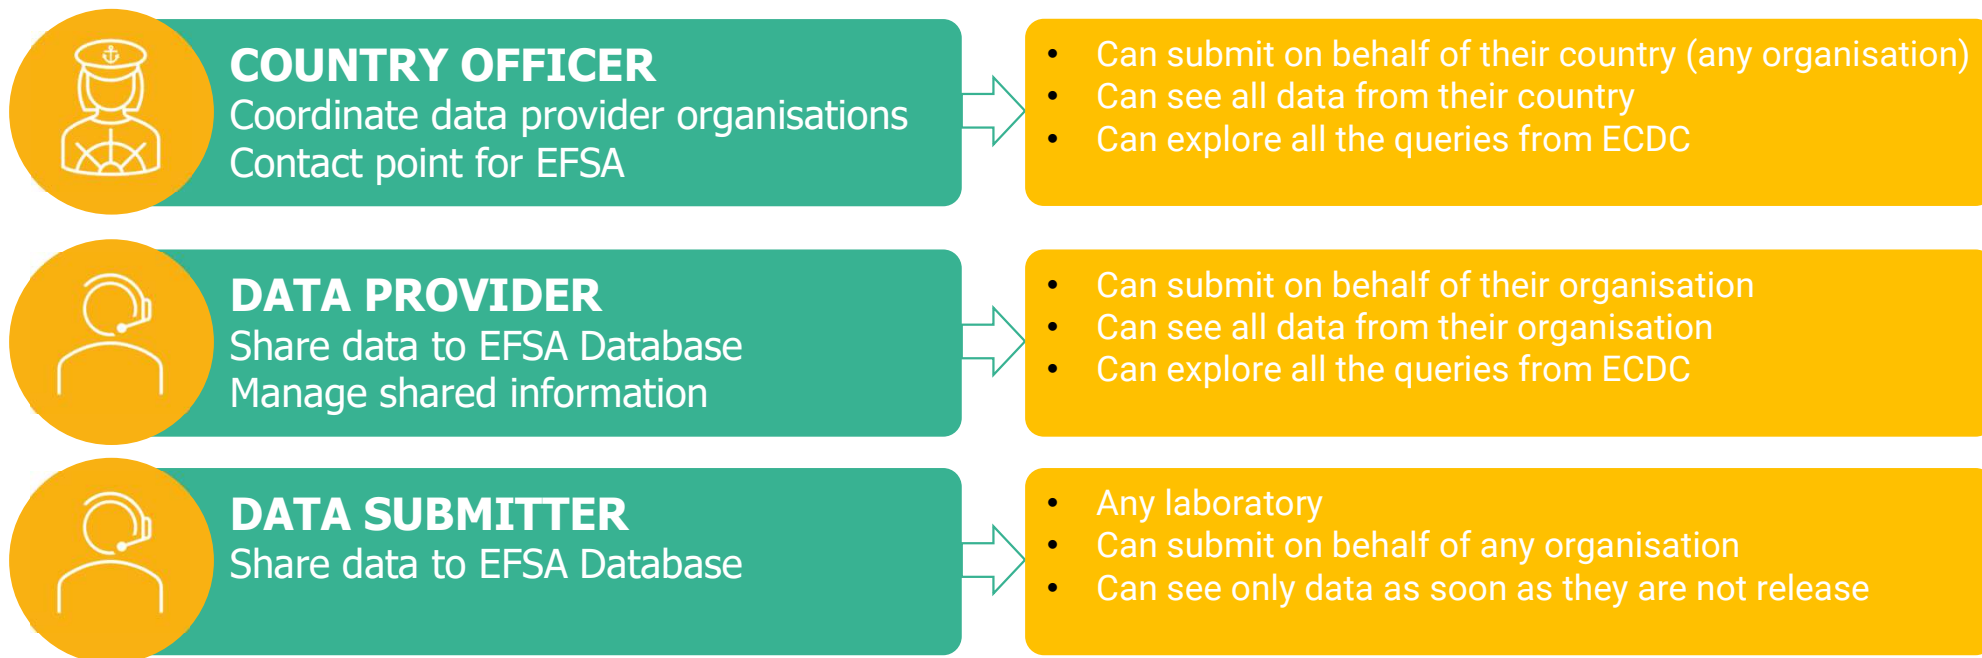 COUNTRY OFFICER
Coordinate data provider organisations
Contact point for EFSA
• Can submit on behalf of their country (any organisation)
• Can see all data from their country
• Can explore all the queries from ECDC
DATA PROVIDER
Share data to EFSA Database
Manage shared information
• Can submit on behalf of their organisation
• Can see all data from their organisation
• Can explore all the queries from ECDC
DATA SUBMITTER
Share data to EFSA Database
• Any laboratory
• Can submit on behalf of any organisation
• Can see only data as soon as they are not release